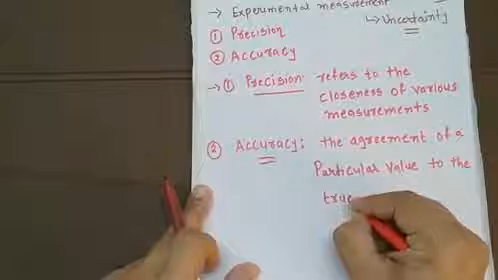 → Experimental measurement
↳ Uncertainty
① Precision
② Accuracy
→ ① Precision: refers to the
closeness of various
measurements
② Accuracy: the agreement of a
Particular value to the
true